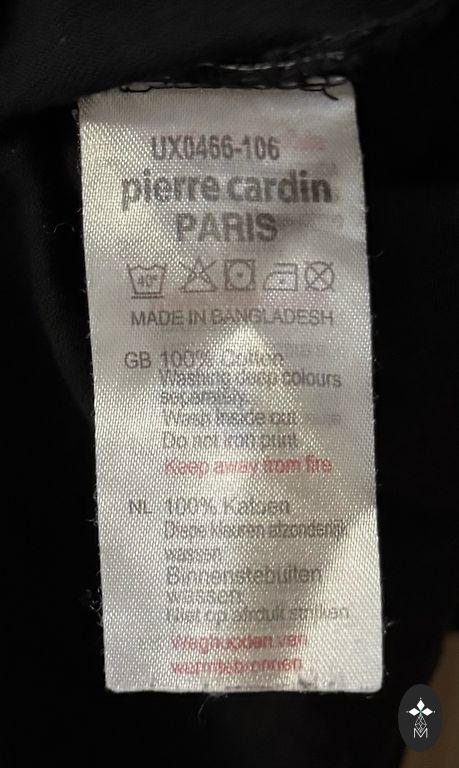 UX0466-106
pierre cardin
PARIS
40°
MADE IN BANGLADESH
GB 100% Cotton
Washing deep colours
separately.
Wash inside out
Do not iron print
Keep away from fire
NL 100% Katoen
Diepe kleuren afzonderlijk
wassen
Binnenstebuiten
wassen
Niet op afdruk strijken
van
warmtebronnen